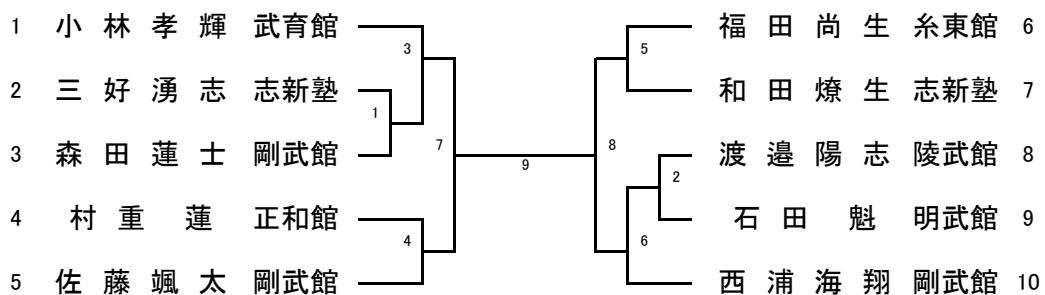 1 小林孝輝 武育館
2 三好湧志 志新塾
3 森田蓮士 剛武館
4 村重蓮 正和館
5 佐藤颯太 剛武館
3
1
7
4
9
5
8
2
6
福田尚生 糸東館 6
和田燎生 志新塾 7
渡邉陽志 陵武館 8
石田魁 明武館 9
西浦海翔 剛武館 10